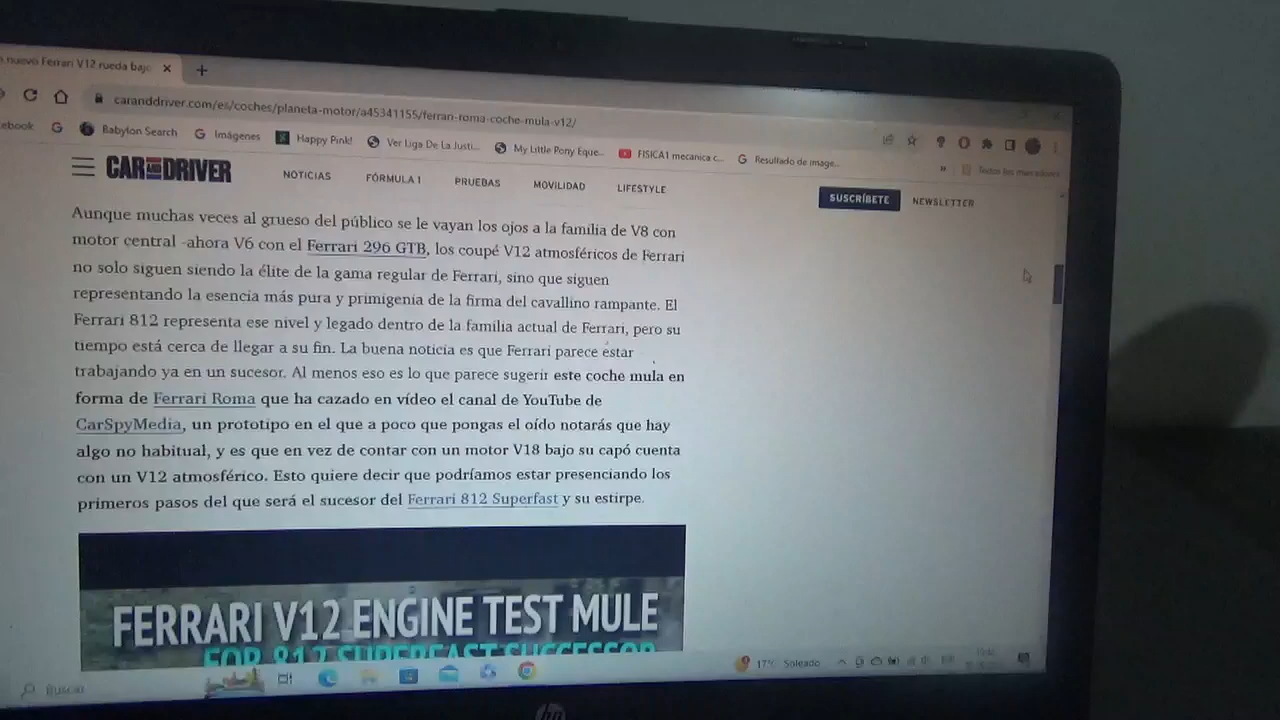 nuevo Ferrari V12 rueda bajo
caranddriver.com/es/coches/planeta-motor/a45341155/ferrari-roma-coche-mula-v12/
ebook
Babylon Search
Imágenes
Happy Pink!
Ver Liga De La Justi...
My Little Pony Eque...
FISICA1 mecanica c...
Resultado de image...
»
Todos los marcadores
CAR AND DRIVER
NOTICIAS
FÓRMULA 1
PRUEBAS
MOVILIDAD
LIFESTYLE
SUSCRÍBETE
NEWSLETTER
Aunque muchas veces al grueso del público se le vayan los ojos a la familia de V8 con
motor central -ahora V6 con el Ferrari 296 GTB, los coupé V12 atmosféricos de Ferrari
no solo siguen siendo la élite de la gama regular de Ferrari, sino que siguen
representando la esencia más pura y primigenia de la firma del cavallino rampante. El
Ferrari 812 representa ese nivel y legado dentro de la familia actual de Ferrari, pero su
tiempo está cerca de llegar a su fin. La buena noticia es que Ferrari parece estar
trabajando ya en un sucesor. Al menos eso es lo que parece sugerir este coche mula en
forma de Ferrari Roma que ha cazado en vídeo el canal de YouTube de
CarSpyMedia, un prototipo en el que a poco que pongas el oído notarás que hay
algo no habitual, y es que en vez de contar con un motor V18 bajo su capó cuenta
con un V12 atmosférico. Esto quiere decir que podríamos estar presenciando los
primeros pasos del que será el sucesor del Ferrari 812 Superfast y su estirpe.
FERRARI V12 ENGINE TEST MULE
FOR 812 SUPERFAST SUCCESSOR
Buscar
17°C Soleado
hp